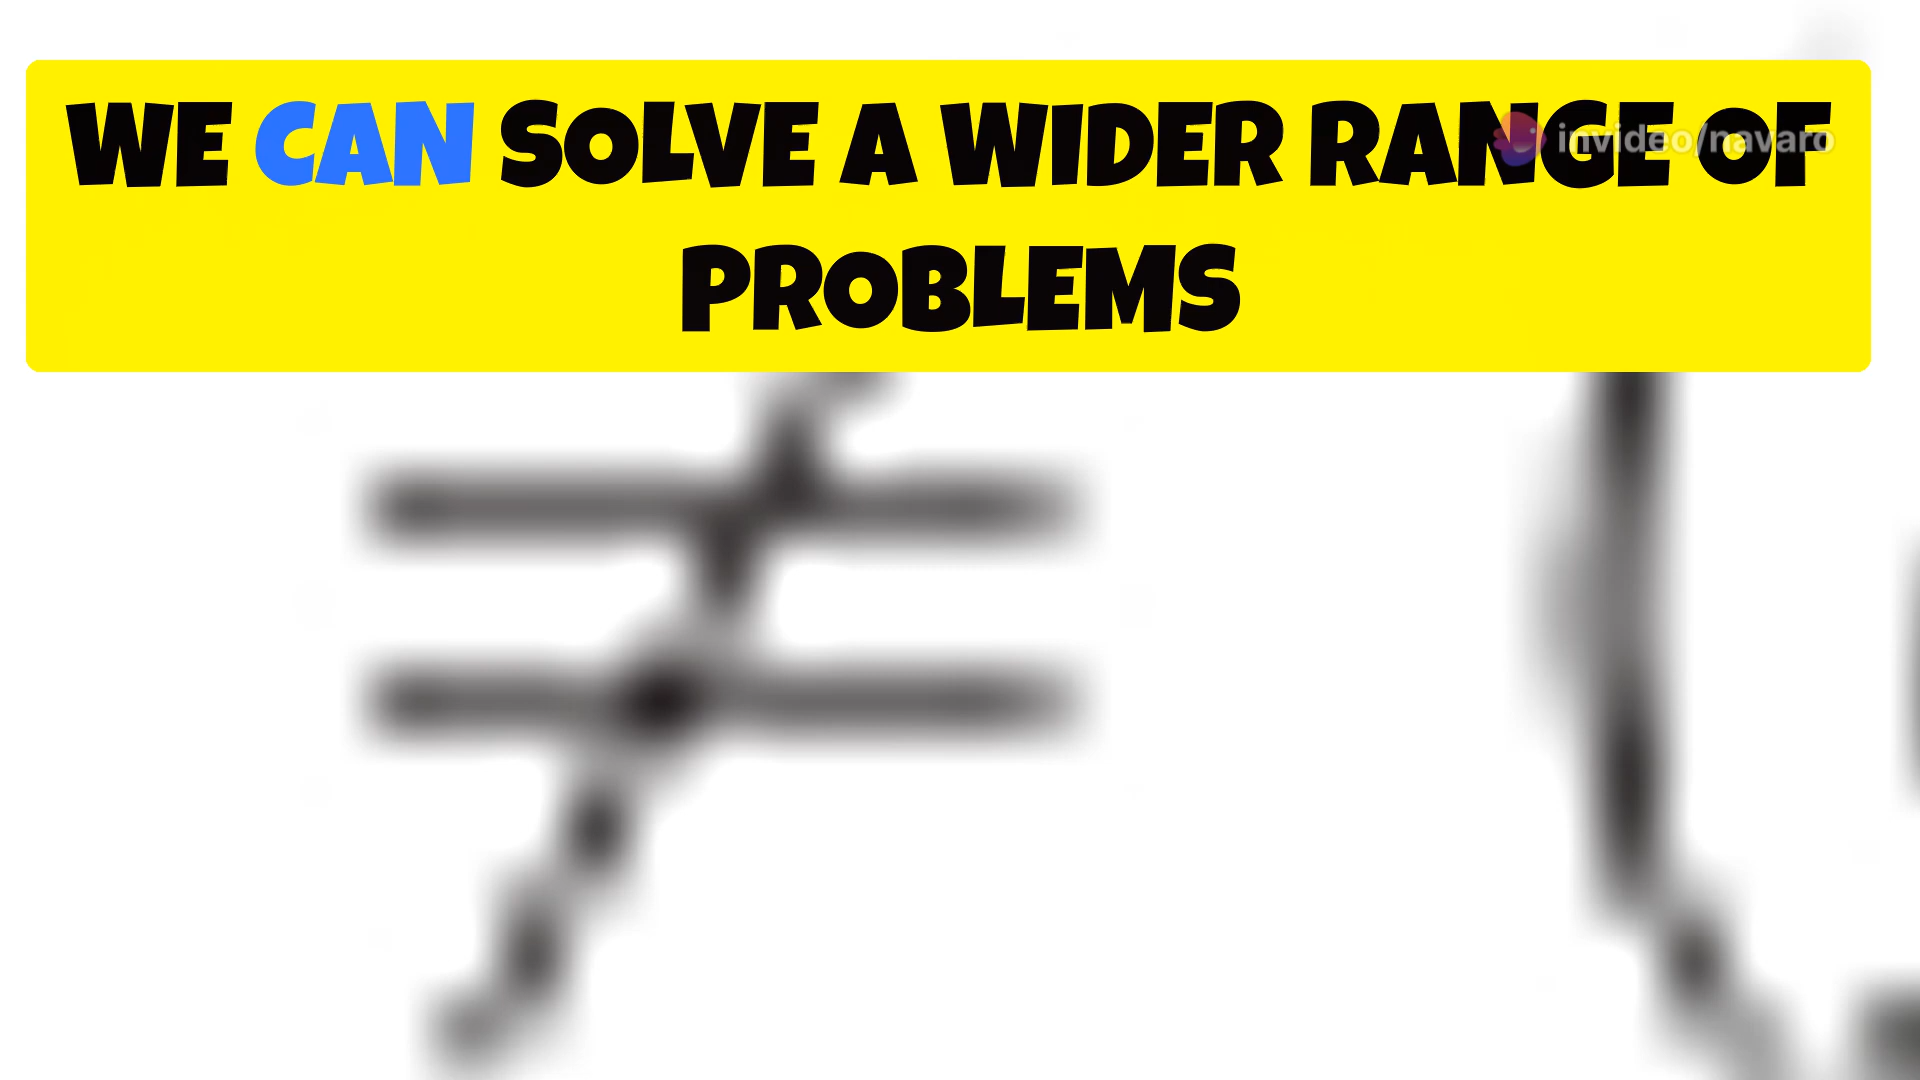 WE CAN SOLVE A WIDER RANGE OF
invideo/navaro
PROBLEMS
≠